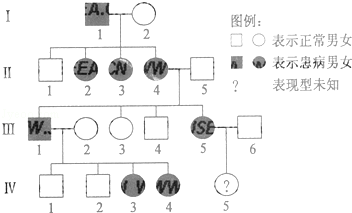 图例：
I
1
2
表示正常男女
表示患病男女
? 表现型未知
II
1 2 3 4 5
III
1 2 3 4 5 6
?
IV
1 2 3 4 5